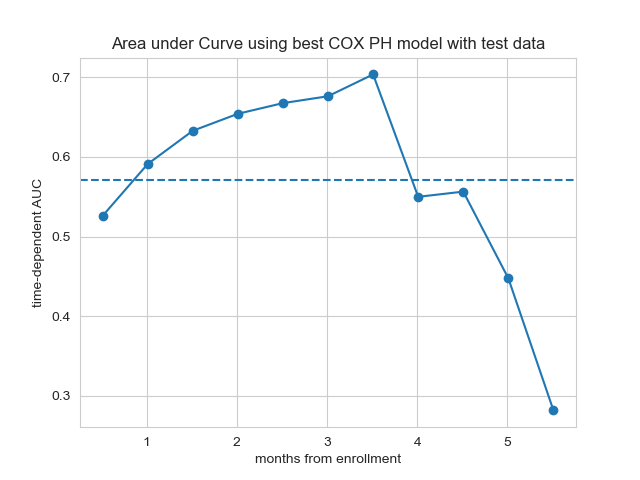 Area under Curve using best COX PH model with test data
time-dependent AUC
0.7
0.6
0.5
0.4
0.3
1 2 3 4 5
months from enrollment